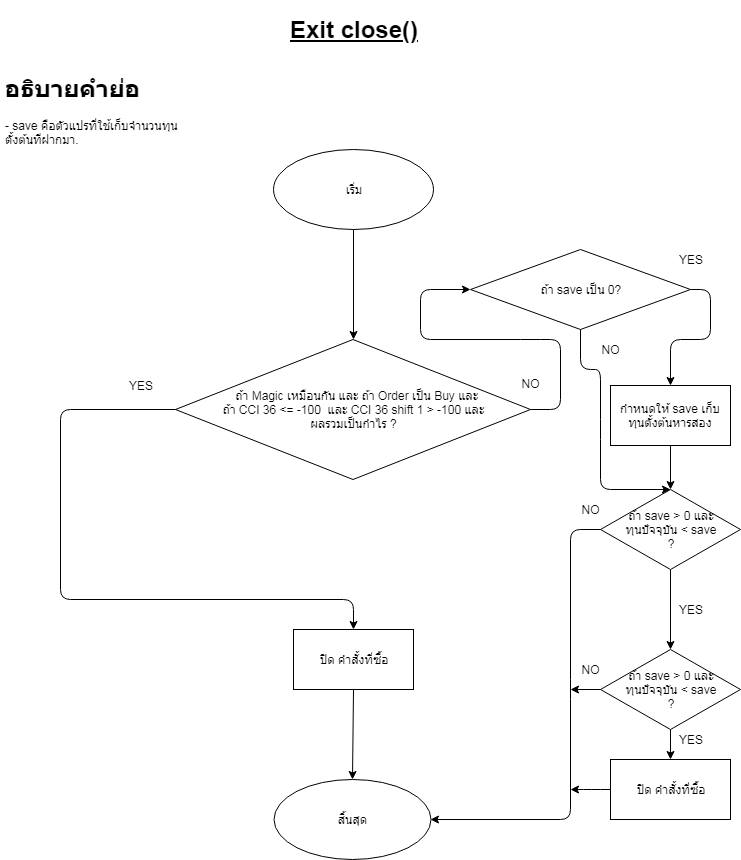 Exit close()
อธิบายคำย่อ
- save คือตัวแปรที่ใช้เก็บจำนวนทุน
ตั้งต้นที่ฝากมา.
เริ่ม
YES
ถ้า save เป็น 0?
NO
YES
NO
ถ้า Magic เหมือนกัน และ ถ้า Order เป็น Buy และ
ถ้า CCI 36 <= -100 และ CCI 36 shift 1 > -100 และ
ผลรวมเป็นกำไร ?
กำหนดให้ save เก็บ
ทุนตั้งต้นหารสอง
NO
ถ้า save > 0 และ
ทุนปัจจุบัน < save
?
YES
ปิด คำสั่งที่ซื้อ
NO
ถ้า save > 0 และ
ทุนปัจจุบัน < save
?
YES
ปิด คำสั่งที่ซื้อ
สิ้นสุด